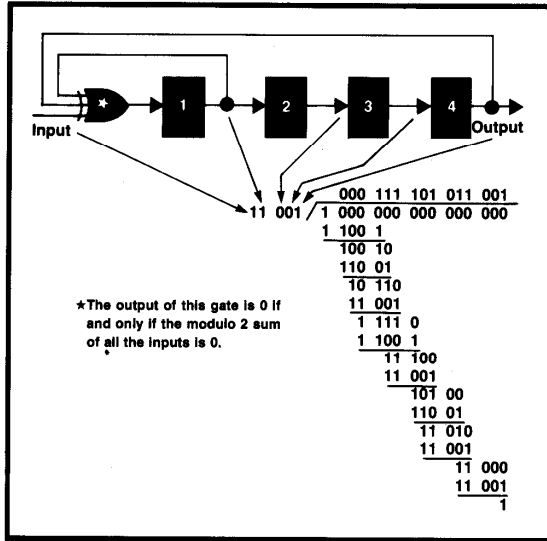 ★
1
2
3
4
Input
Output
000 111 101 011 001
11 001
1 000 000 000 000 000
1 100 1
100 10
110 01
10 110
11 001
1 111 0
1 100 1
11 100
11 001
101 00
110 01
11 010
11 001
11 000
11 001
1
★The output of this gate is 0 if
and only if the modulo 2 sum
of all the inputs is 0.